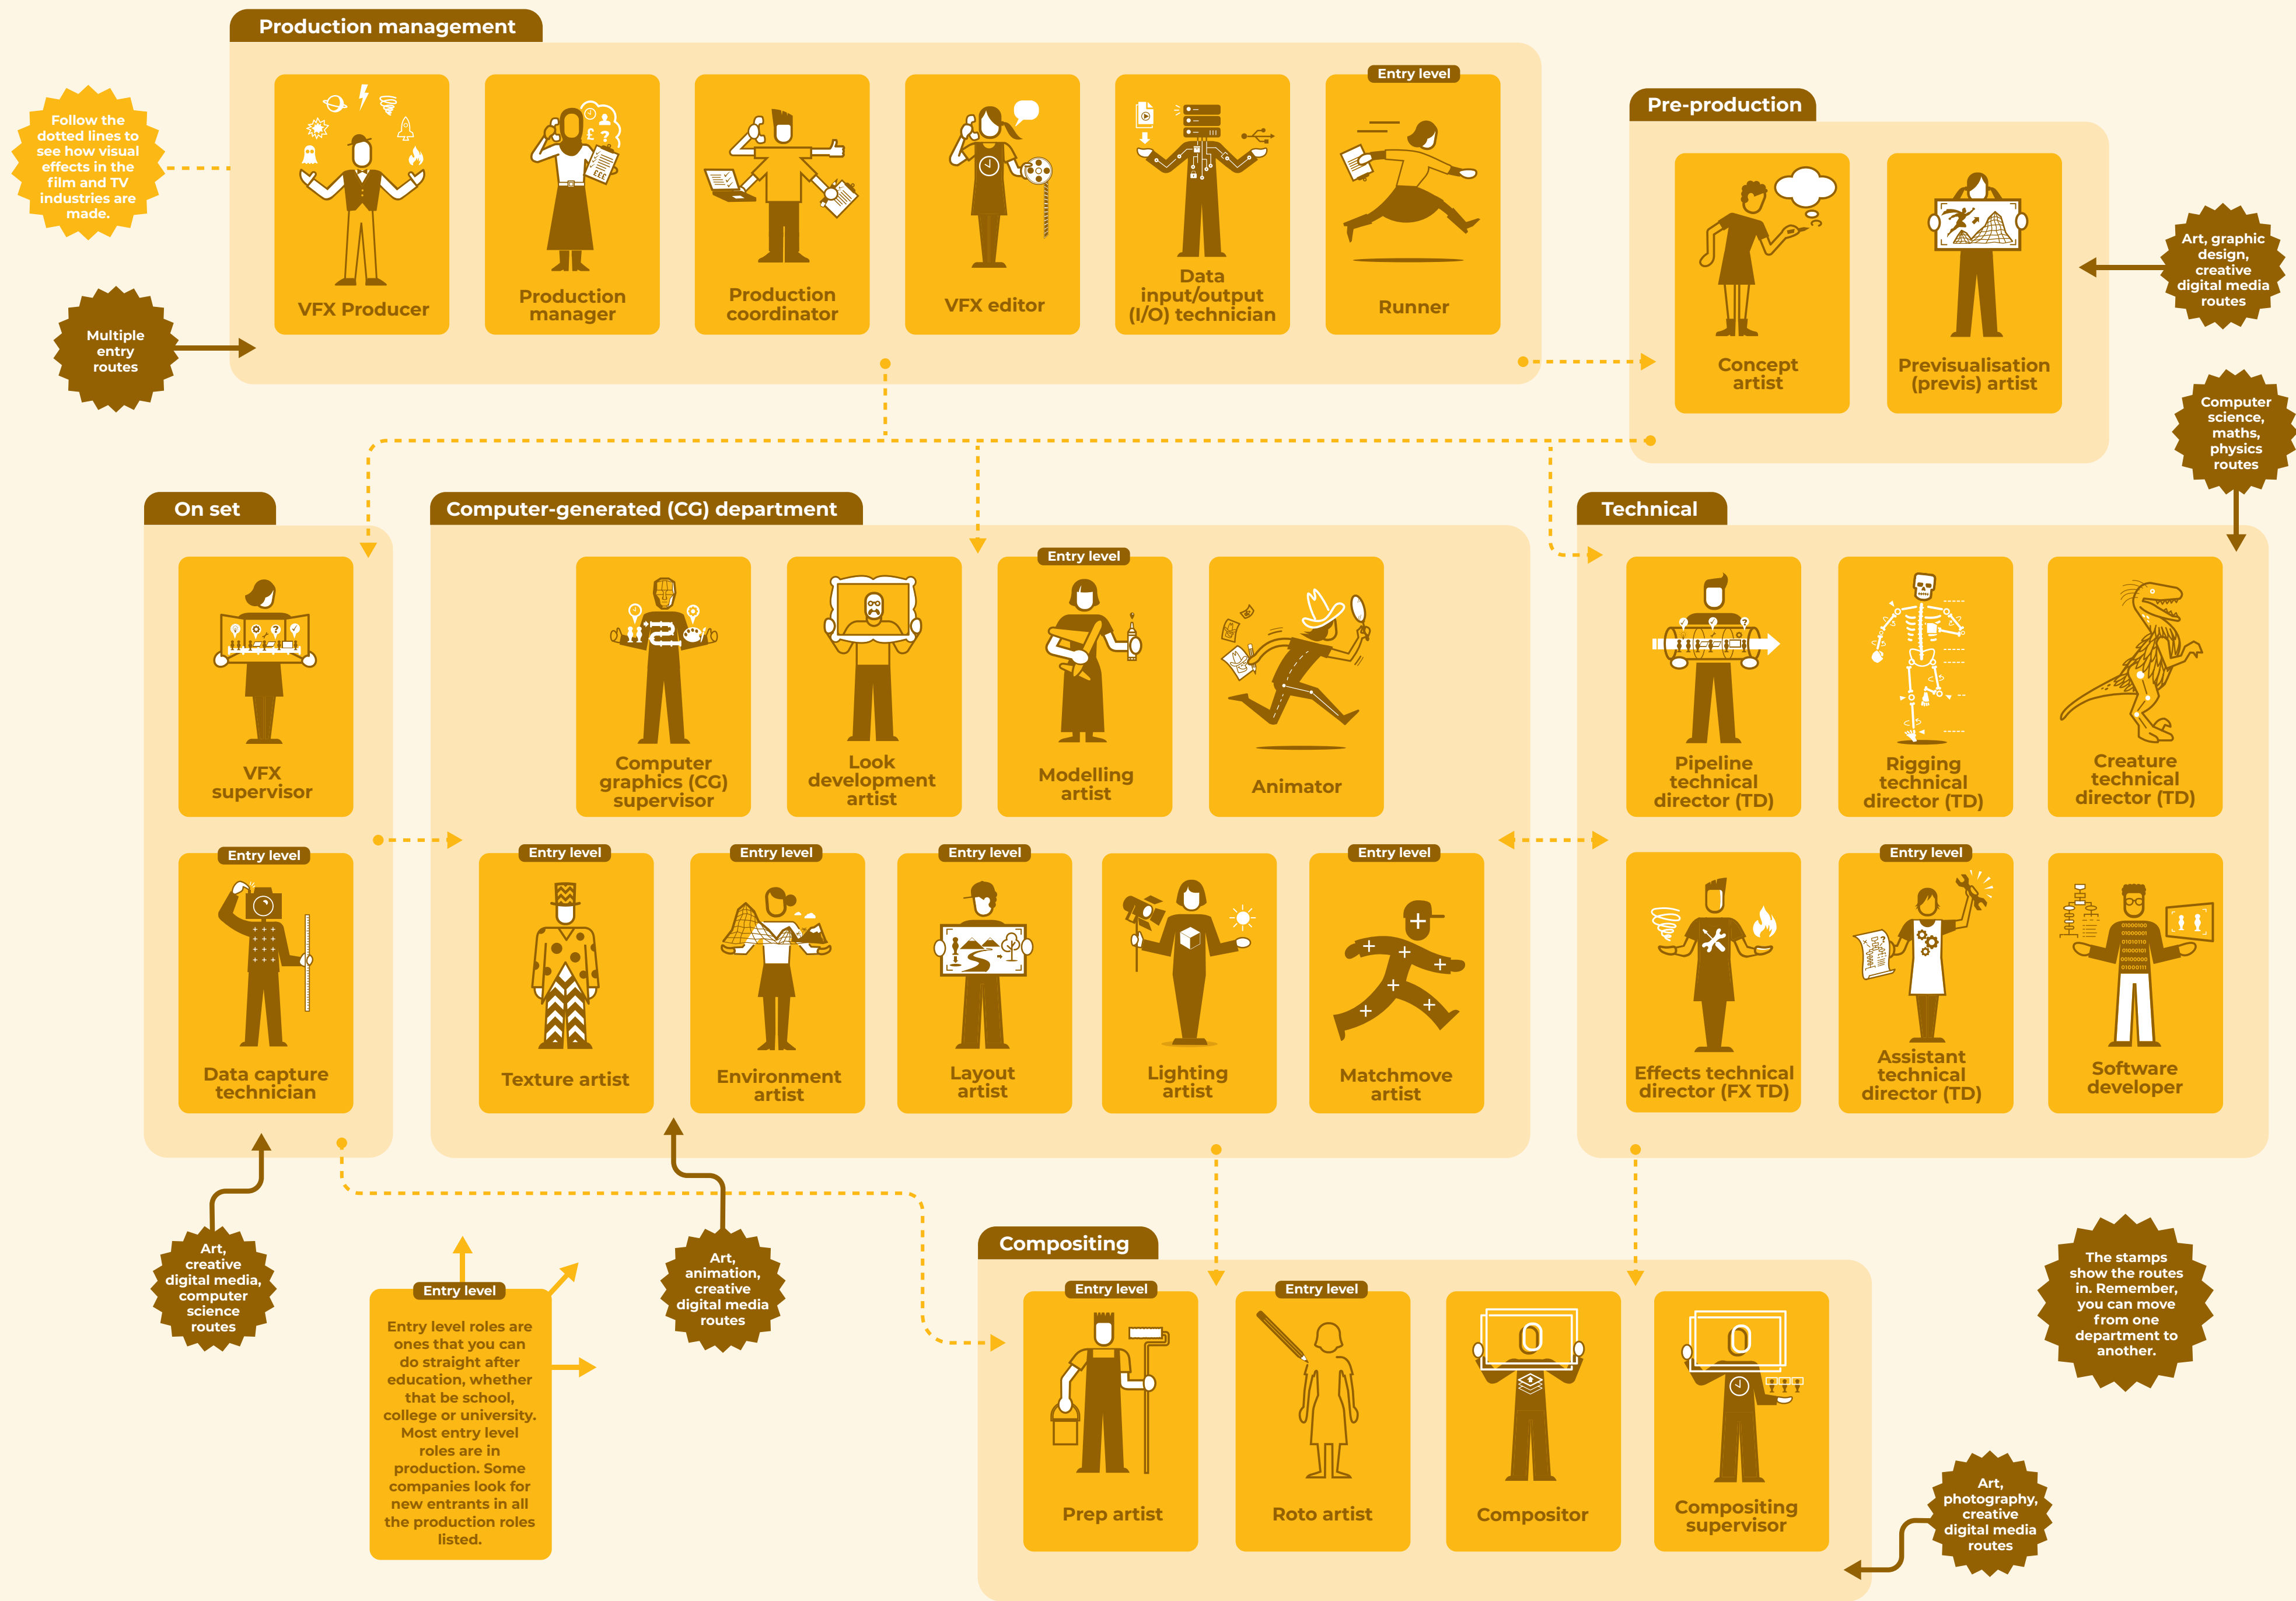 Production management
Follow the
dotted lines to
see how visual
effects in the
film and TV
industries are
made.
Multiple
entry
routes
VFX Producer
Production
manager
Production
coordinator
VFX editor
Data
input/output
(I/O) technician
Entry level
Runner
Pre-production
Concept
artist
Previsualisation
(previs) artist
Art, graphic
design,
creative
digital media
routes
Computer
science,
maths,
physics
routes
On set
VFX
supervisor
Entry level
Data capture
technician
Art,
creative
digital media,
computer
science
routes
Computer-generated (CG) department
Computer
graphics (CG)
supervisor
Look
development
artist
Entry level
Modelling
artist
Animator
Entry level
Texture artist
Entry level
Environment
artist
Entry level
Layout
artist
Lighting
artist
Entry level
Matchmove
artist
Art,
animation,
creative
digital media
routes
Technical
Pipeline
technical
director (TD)
Rigging
technical
director (TD)
Creature
technical
director (TD)
Effects technical
director (FX TD)
Entry level
Assistant
technical
director (TD)
Software
developer
Entry level
Entry level roles are
ones that you can
do straight after
education, whether
that be school,
college or university.
Most entry level
roles are in
production. Some
companies look for
new entrants in all
the production roles
listed.
Compositing
Entry level
Prep artist
Entry level
Roto artist
0
Compositor
0
Compositing
supervisor
The stamps
show the routes
in. Remember,
you can move
from one
department to
another.
Art,
photography,
creative
digital media
routes